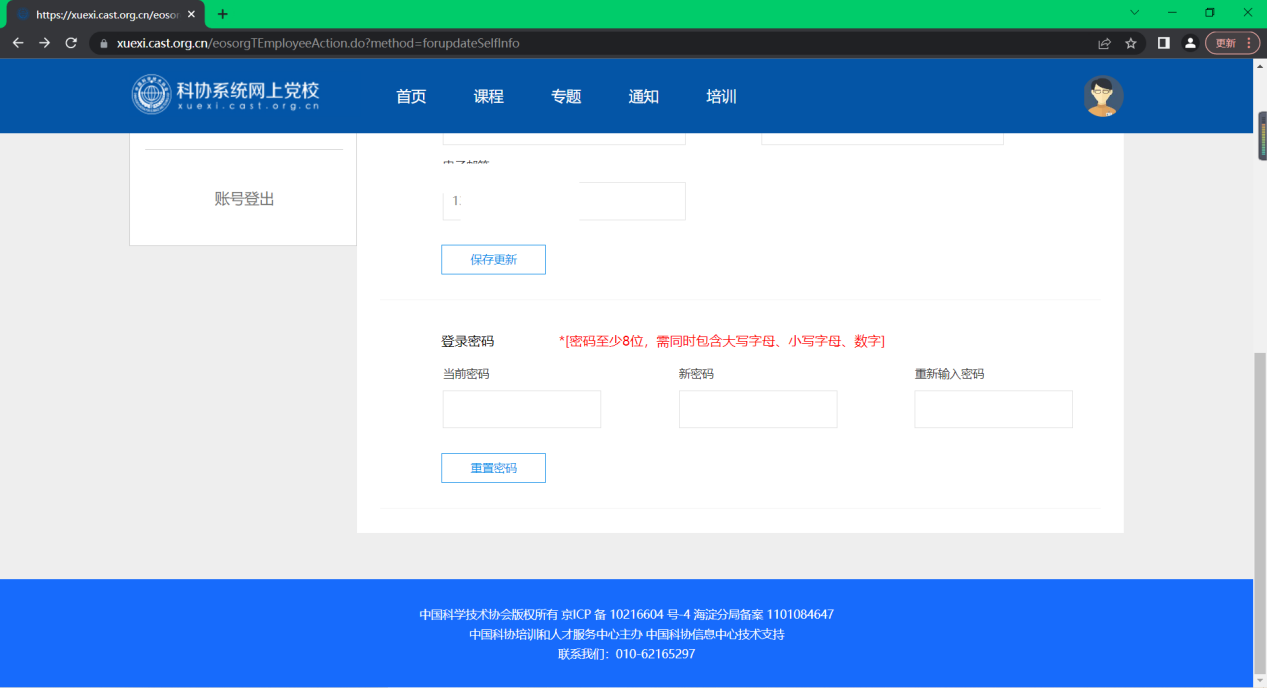 https://xuexi.cast.org.cn/eosor
xuexi.cast.org.cn/eosorgTEmployeeAction.do?method=forupdateSelfInfo
更新
科协系统网上党校
xuexi.cast.org.cn
首页 课程 专题 通知 培训
账号登出
电子邮箱
保存更新
登录密码 *[密码至少8位，需同时包含大写字母、小写字母、数字]
当前密码 新密码 重新输入密码
重置密码
中国科学技术协会版权所有 京ICP 备 10216604 号-4 海淀分局备案 1101084647
中国科协培训和人才服务中心主办 中国科协信息中心技术支持
联系我们：010-62165297